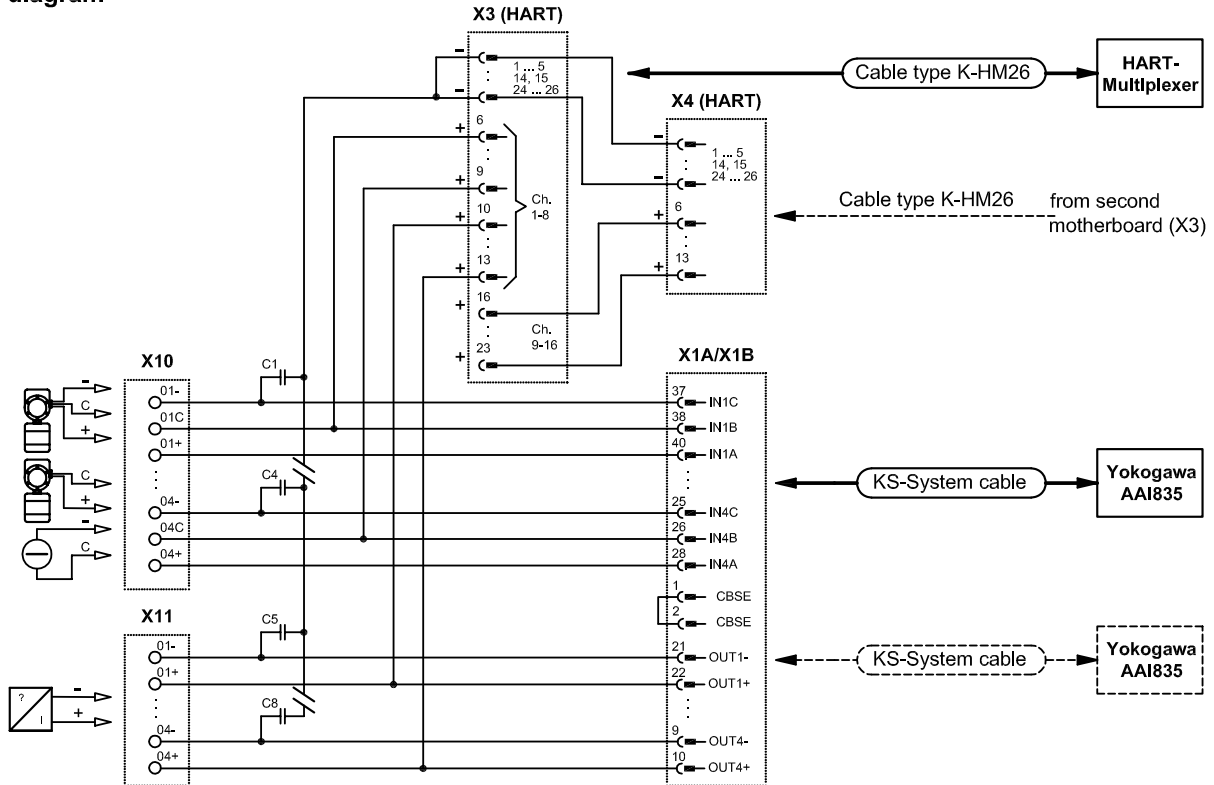 diagram
X3 (HART)
-
1 ... 5
14, 15
24 ... 26
-
+ 6
+ 9
+ 10
+ 13
Ch.
1-8
+ 16
+ 23
Ch.
9-16
Cable type K-HM26
HART-
Multiplexer
X4 (HART)
-
1 ... 5
14, 15
24 ... 26
-
+ 6
+ 13
Cable type K-HM26
from second
motherboard (X3)
X10
- 01-
C 01C
+ 01+
C 04-
+
- 04C
C 04+
C1
C4
X1A/X1B
37 IN1C
38 IN1B
40 IN1A
25 IN4C
26 IN4B
28 IN4A
1 CBSE
2 CBSE
21 OUT1-
22 OUT1+
9 OUT4-
10 OUT4+
KS-System cable
Yokogawa
AAI835
X11
01-
01+
04-
04+
C5
C8
? I
-
+
KS-System cable
Yokogawa
AAI835